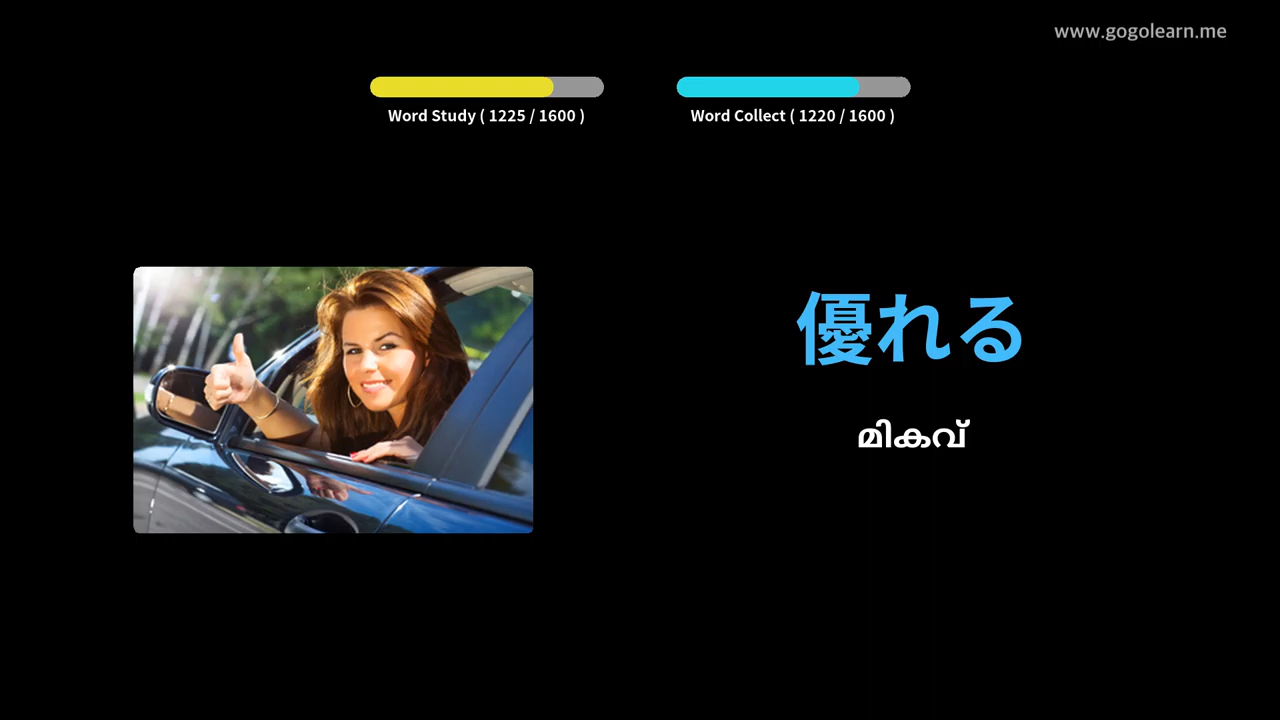 www.gogolearn.me
Word Study ( 1225 / 1600 )
Word Collect ( 1220 / 1600 )
優れる
മികവ്